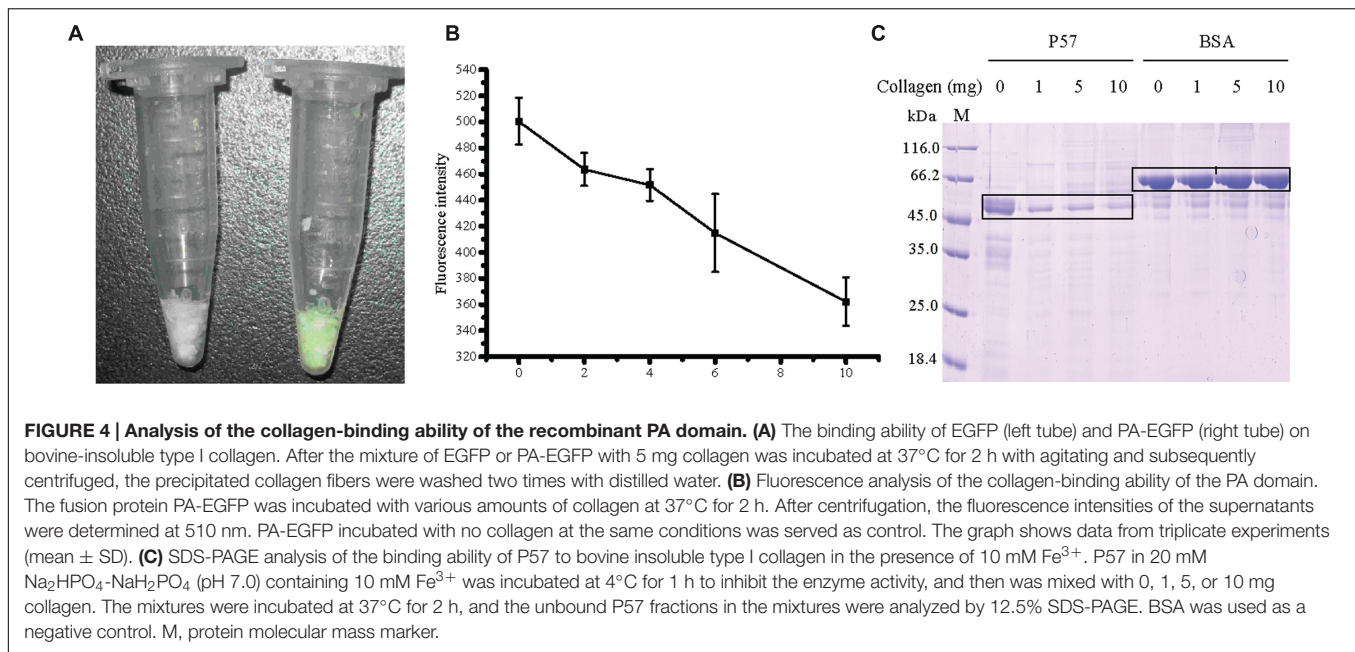 A
B
C
540
520
500
480
460
440
420
400
380
360
340
320
Fluorescence intensity
0 2 4 6 8 10
P57 BSA
Collagen (mg) 0 1 5 10 0 1 5 10
kDa M
116.0
66.2
45.0
35.0
25.0
18.4
FIGURE 4 | Analysis of the collagen-binding ability of the recombinant PA domain. (A) The binding ability of EGFP (left tube) and PA-EGFP (right tube) on
bovine-insoluble type I collagen. After the mixture of EGFP or PA-EGFP with 5 mg collagen was incubated at 37°C for 2 h with agitating and subsequently
centrifuged, the precipitated collagen fibers were washed two times with distilled water. (B) Fluorescence analysis of the collagen-binding ability of the PA domain.
The fusion protein PA-EGFP was incubated with various amounts of collagen at 37°C for 2 h. After centrifugation, the fluorescence intensities of the supernatants
were determined at 510 nm. PA-EGFP incubated with no collagen at the same conditions was served as control. The graph shows data from triplicate experiments
(mean ± SD). (C) SDS-PAGE analysis of the binding ability of P57 to bovine insoluble type I collagen in the presence of 10 mM Fe³⁺. P57 in 20 mM
Na₂HPO₄-NaH₂PO₄ (pH 7.0) containing 10 mM Fe³⁺ was incubated at 4°C for 1 h to inhibit the enzyme activity, and then was mixed with 0, 1, 5, or 10 mg
collagen. The mixtures were incubated at 37°C for 2 h, and the unbound P57 fractions in the mixtures were analyzed by 12.5% SDS-PAGE. BSA was used as a
negative control. M, protein molecular mass marker.